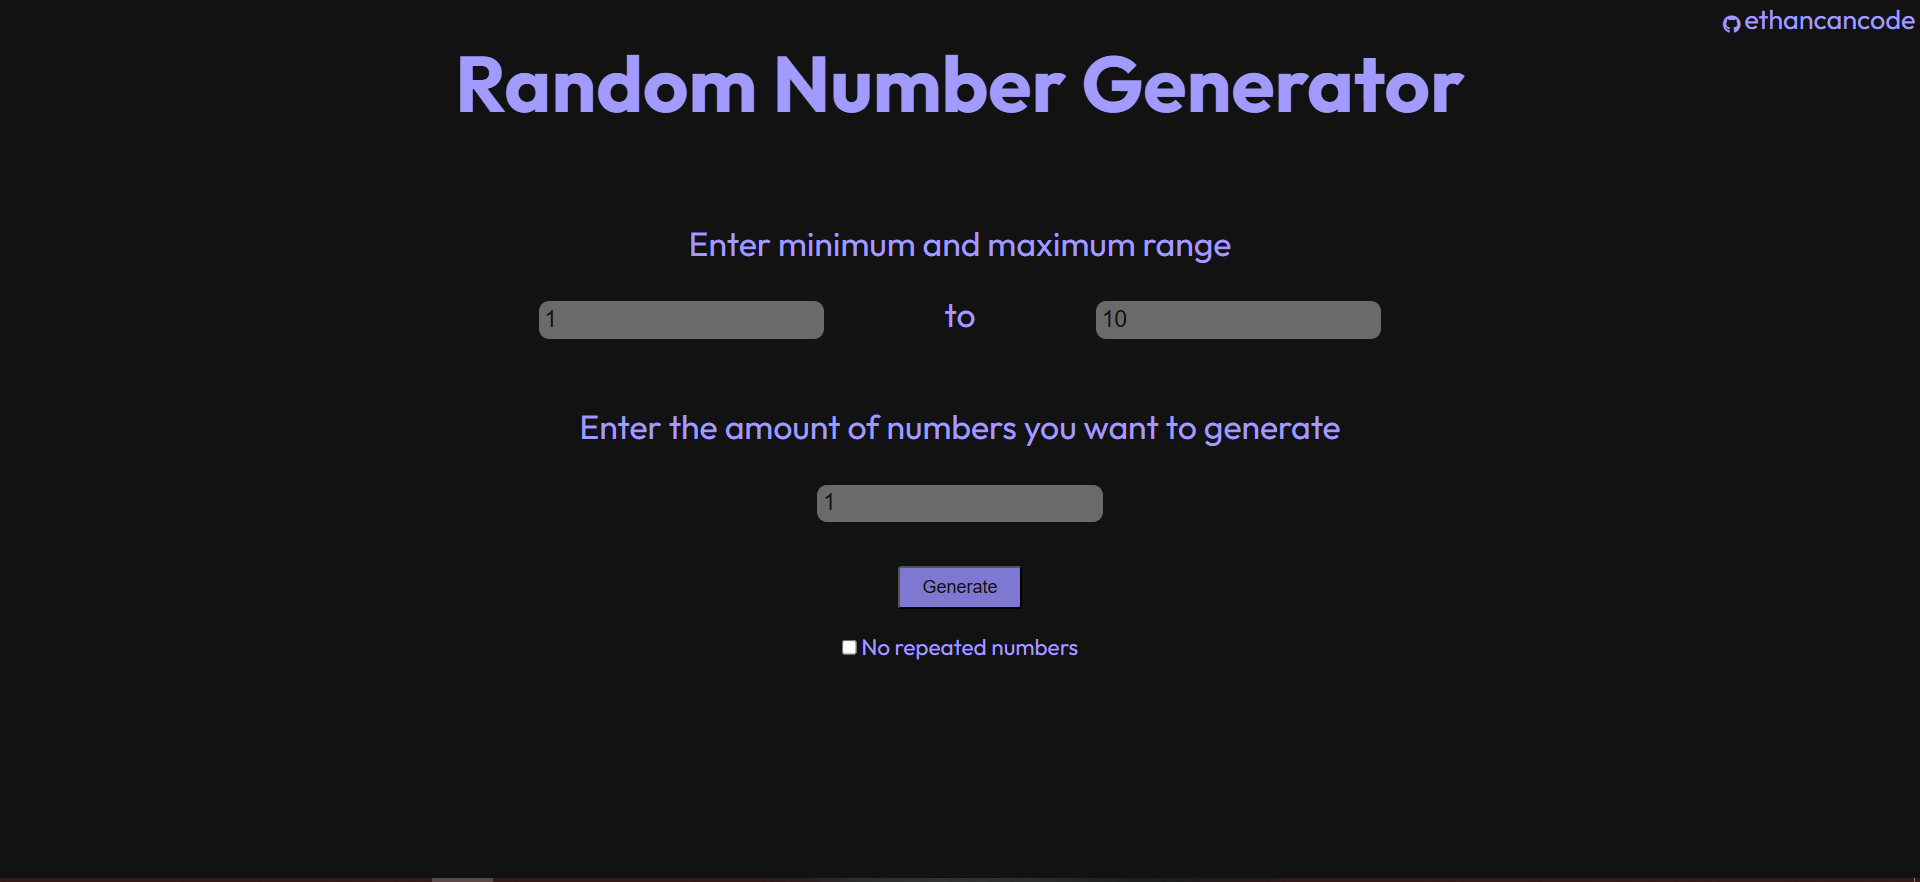 ethancancode
Random Number Generator
Enter minimum and maximum range
1 to 10
Enter the amount of numbers you want to generate
1
Generate
No repeated numbers